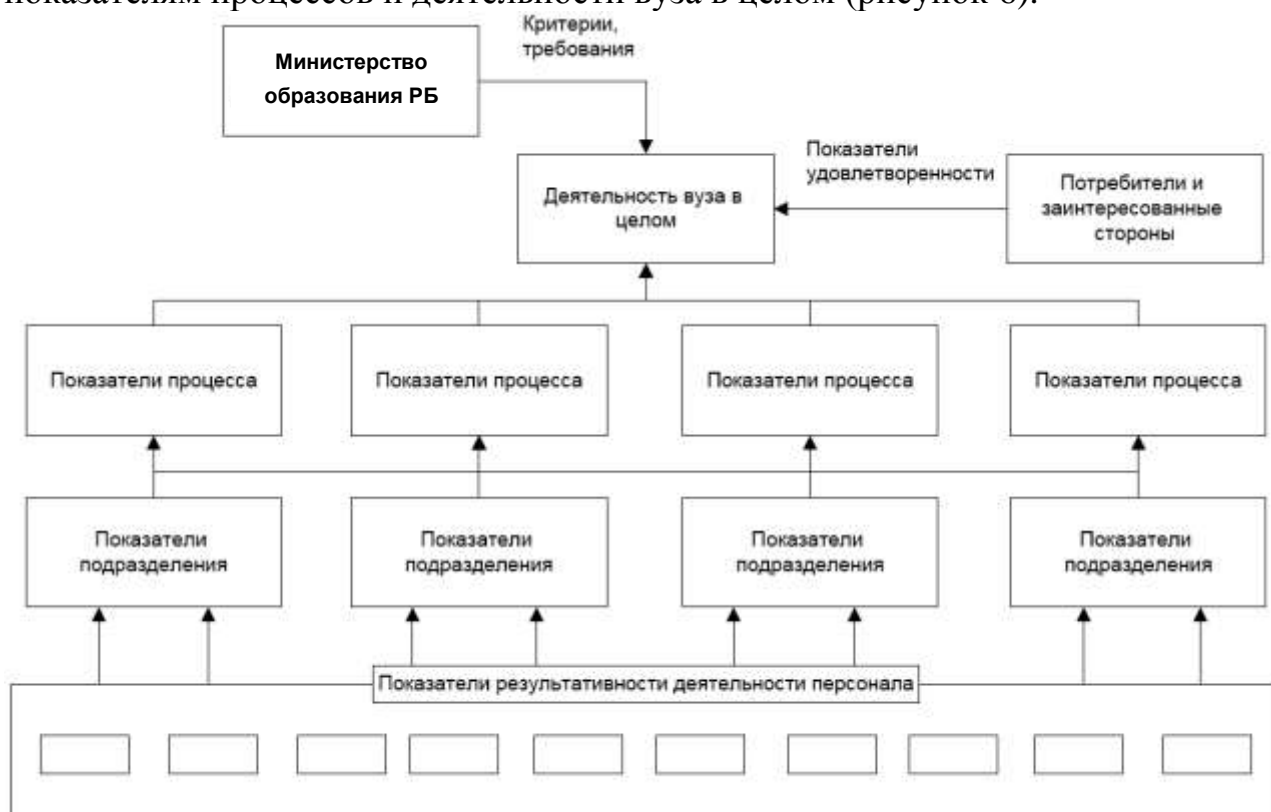 показателям процессов и деятельности вуза в целом (рисунок 6).
Критерии,
требования
Министерство
образования РБ
Показатели
удовлетворенности
Деятельность вуза в
целом
Потребители и
заинтересованные
стороны
Показатели процесса
Показатели процесса
Показатели процесса
Показатели процесса
Показатели
подразделения
Показатели
подразделения
Показатели
подразделения
Показатели
подразделения
Показатели результативности деятельности персонала